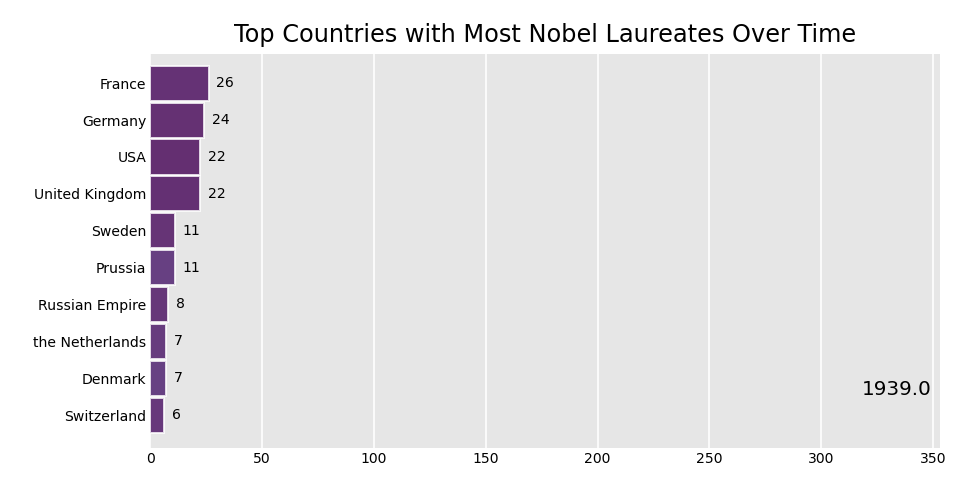 Top Countries with Most Nobel Laureates Over Time
France 26
Germany 24
USA 22
United Kingdom 22
Sweden 11
Prussia 11
Russian Empire 8
the Netherlands 7
Denmark 7
1939.0
Switzerland 6
0 50 100 150 200 250 300 350